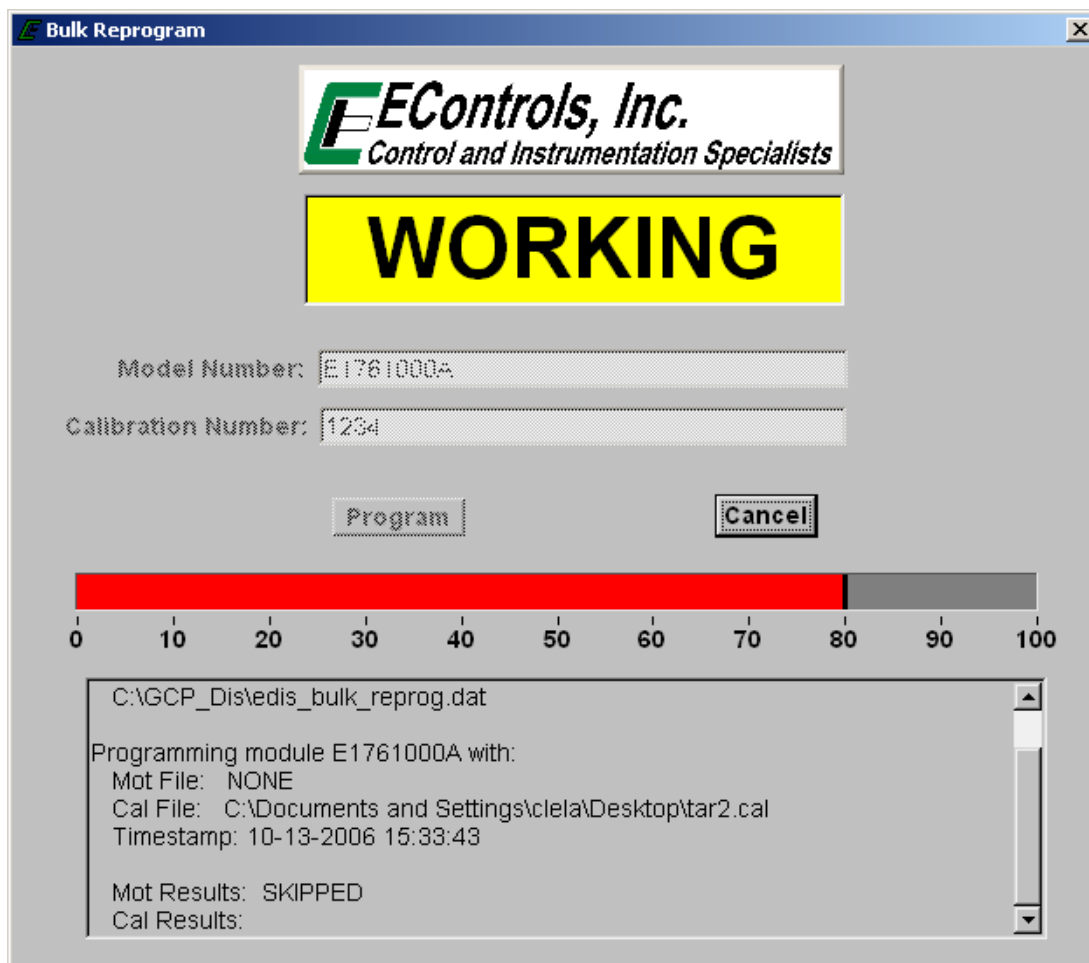 Bulk Reprogram
EControls, Inc.
Control and Instrumentation Specialists
WORKING
Model Number: E1761000A
Calibration Number: 1234
Program Cancel
0 10 20 30 40 50 60 70 80 90 100
C:\GCP_Dis\edis_bulk_reprog.dat
Programming module E1761000A with:
Mot File: NONE
Cal File: C:\Documents and Settings\clela\Desktop\tar2.cal
Timestamp: 10-13-2006 15:33:43
Mot Results: SKIPPED
Cal Results: